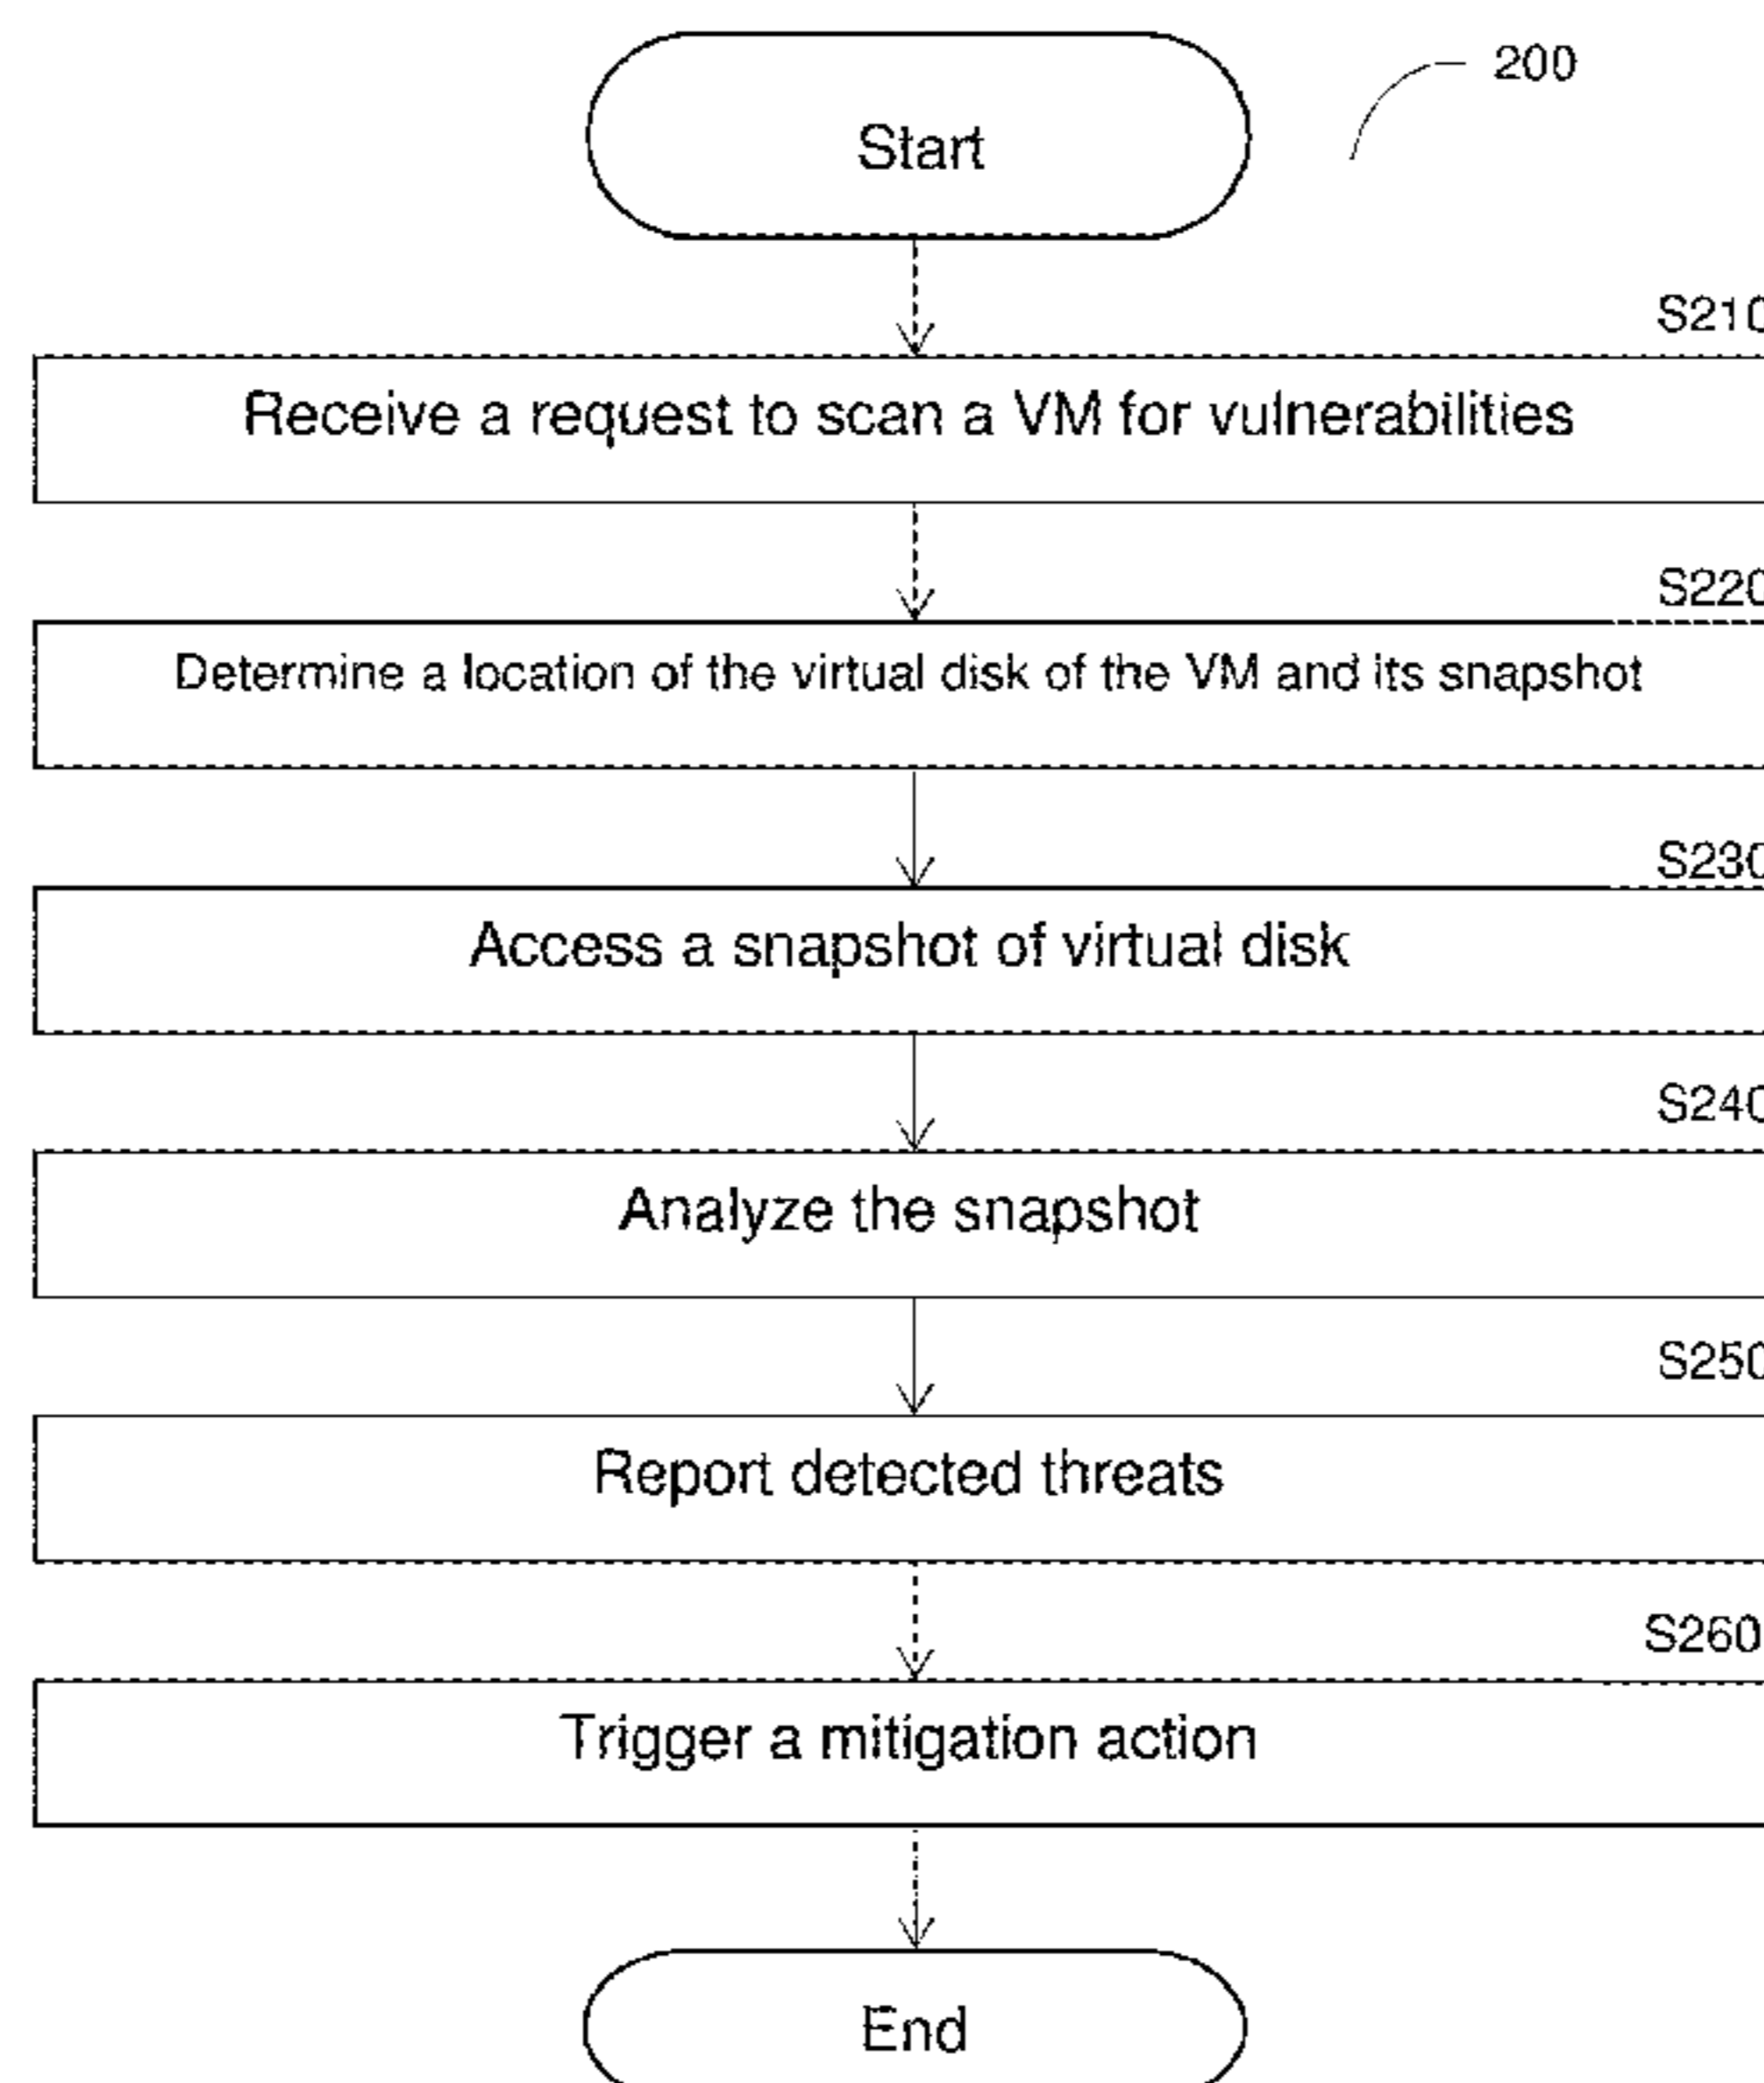 Start
200
S210
Receive a request to scan a VM for vulnerabilities
S220
Determine a location of the virtual disk of the VM and its snapshot
S230
Access a snapshot of virtual disk
S240
Analyze the snapshot
S250
Report detected threats
S260
Trigger a mitigation action
End